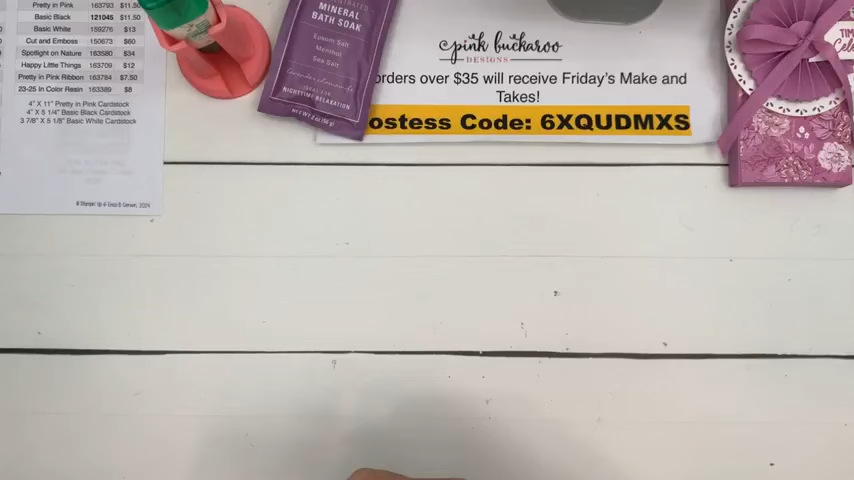 Pretty in Pink 163793 $11.50
Basic Black 121045 $11.50
Basic White 159276 $13
Cut and Emboss 150673 $60
Spotlight on Nature 163580 $34
Happy Little Things 163709 $12
Pretty in Pink Ribbon 163784 $7.50
23-25 In Color Resin 163389 $8
4" X 11" Pretty in Pink Cardstock
4" X 5 1/4" Basic Black Cardstock
3 7/8" X 5 1/8" Basic White Cardstock
MINERAL
BATH SOAK
Epsom Salt
Menthol
Sea Salt
IDEAL FOR
NIGHTTIME RELAXATION
pink buckaroo
DESIGNS
orders over $35 will receive Friday's Make and
Takes!
ostess Code: 6XQUDMXS